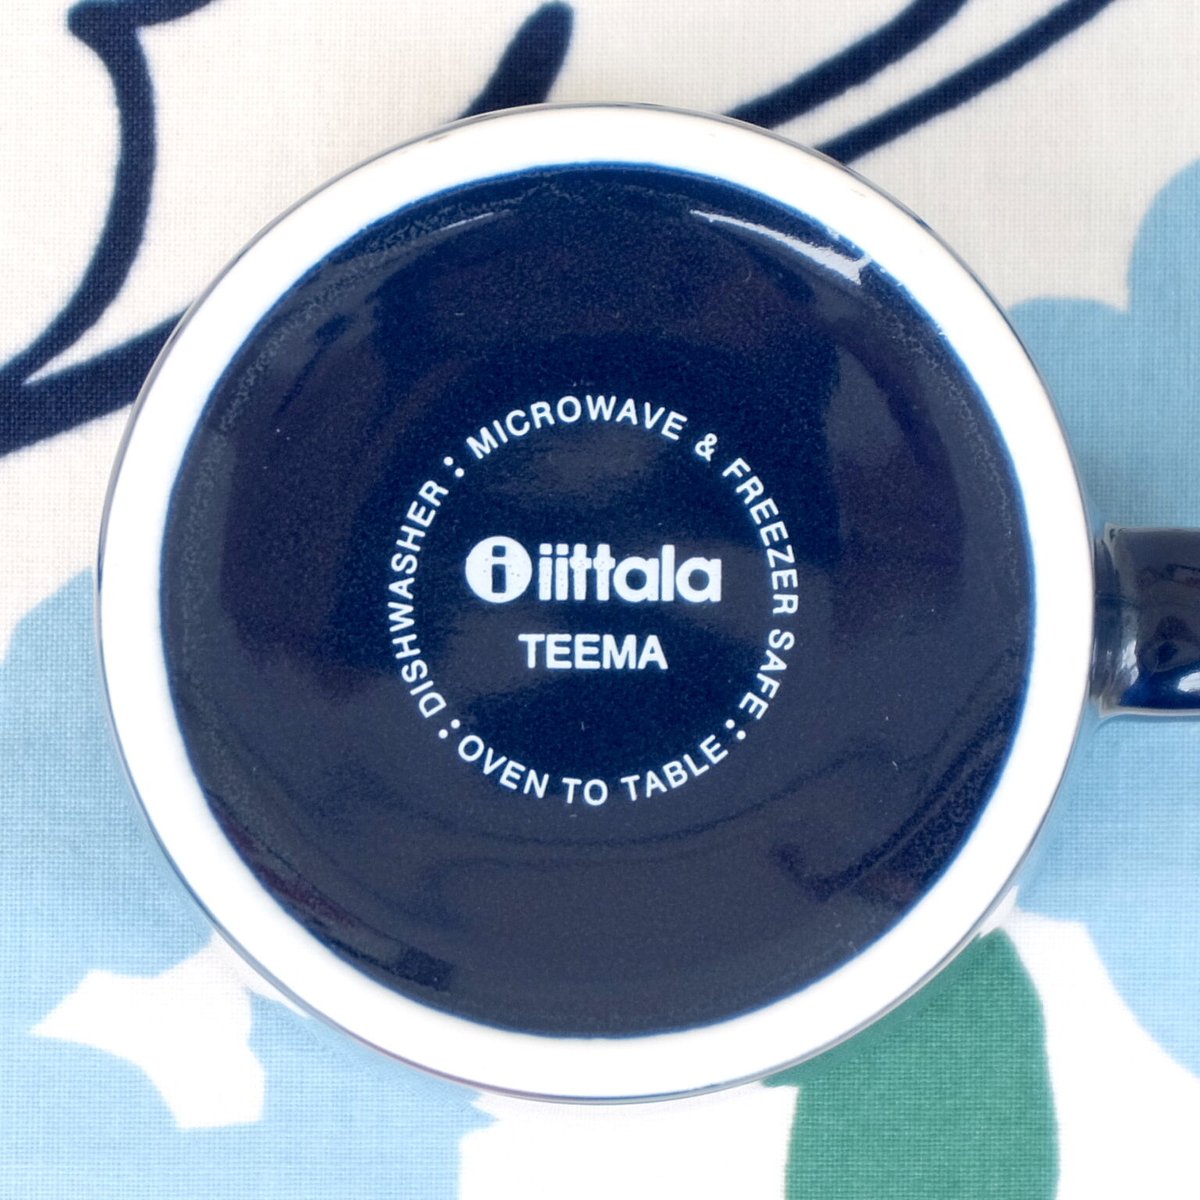 MICROWAVE & FREEZER SAFE :
OVEN TO TABLE :
DISHWASHER :
i iittala
TEEMA